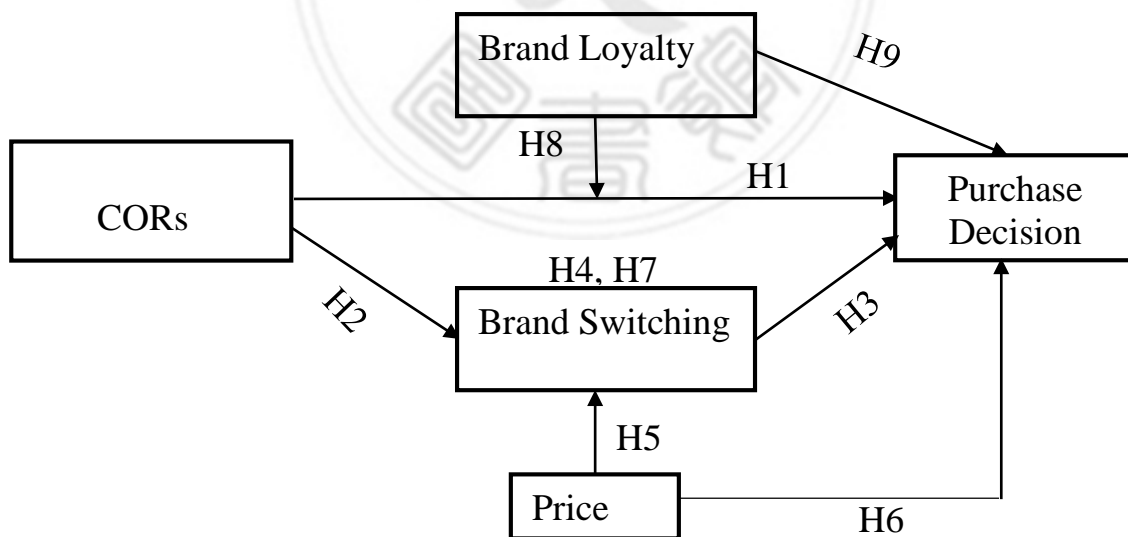 Brand Loyalty
H9
H8
H1
CORs
Purchase
Decision
H4, H7
H2
Brand Switching
H3
H5
Price
H6